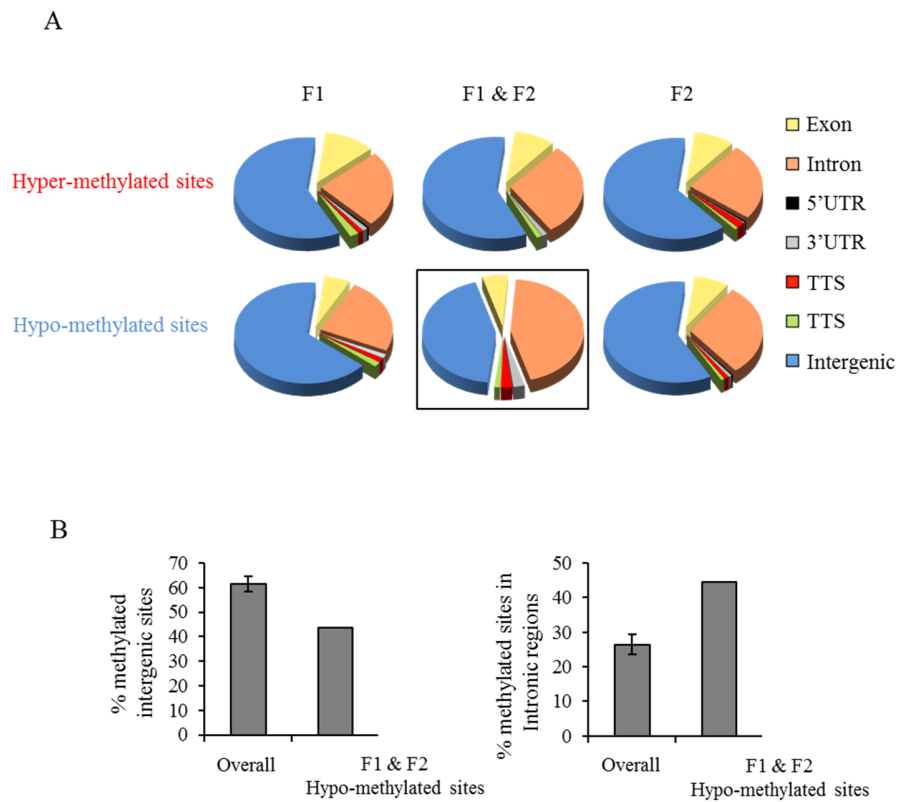 A
F1
F1 & F2
F2
Hyper-methylated sites
Hypo-methylated sites
Exon
Intron
5’UTR
3’UTR
TTS
TTS
Intergenic
B
% methylated
intergenic sites
70
60
50
40
30
20
10
0
Overall
F1 & F2
Hypo-methylated sites
% methylated sites in
Intronic regions
50
40
30
20
10
0
Overall
F1 & F2
Hypo-methylated sites